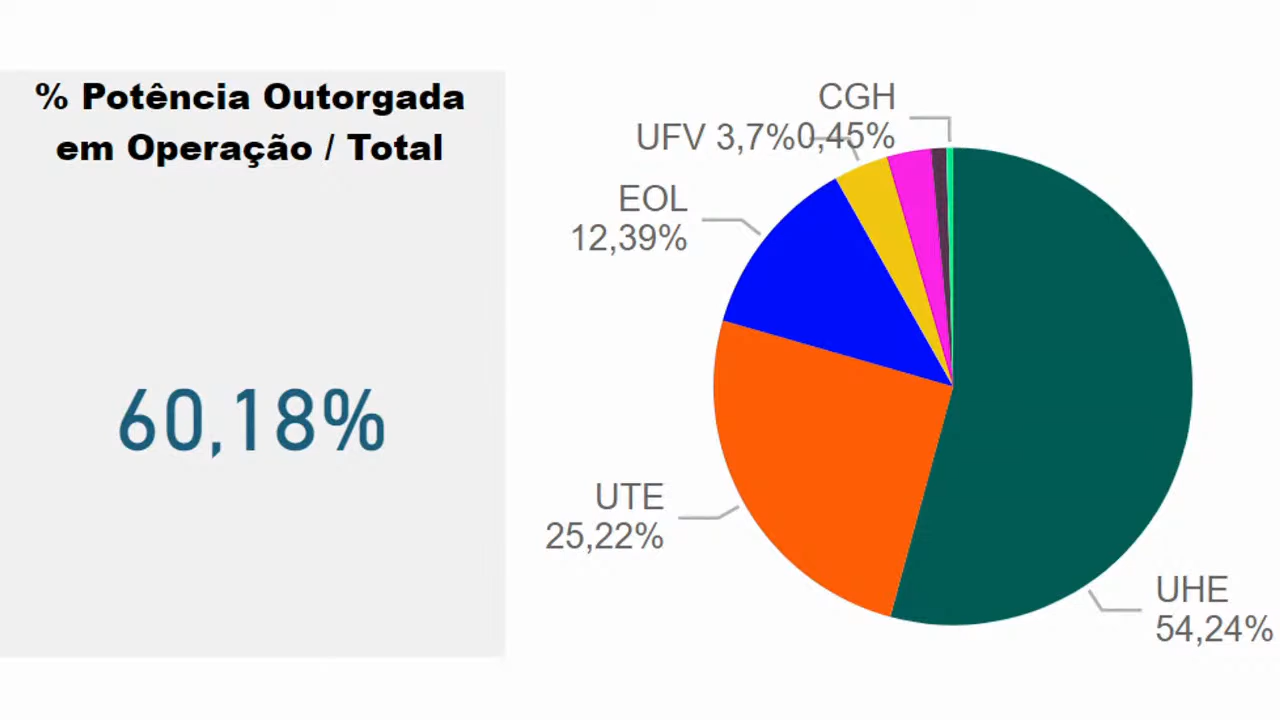 % Potência Outorgada
em Operação / Total
60,18%
CGH
0,45%
UFV 3,7%
EOL
12,39%
UTE
25,22%
UHE
54,24%